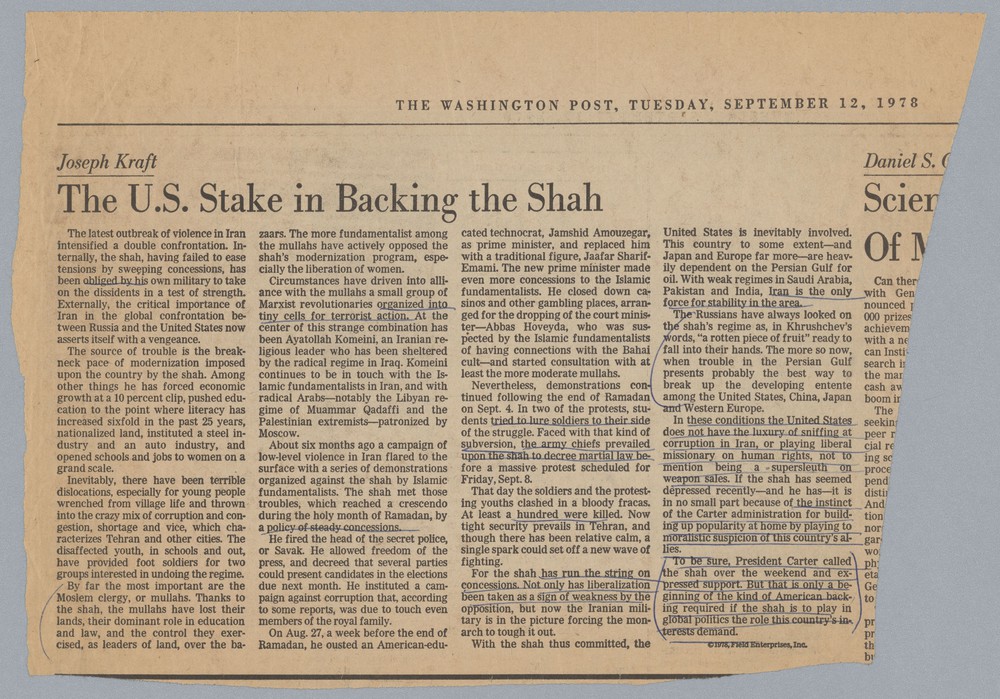 THE WASHINGTON POST, TUESDAY, SEPTEMBER 12, 1978
Joseph Kraft
The U.S. Stake in Backing the Shah
The latest outbreak of violence in Iran
intensified a double confrontation. In-
ternally, the shah, having failed to ease
tensions by sweeping concessions, has
been obliged by his own military to take
on the dissidents in a test of strength.
Externally, the critical importance of
Iran in the global confrontation be-
tween Russia and the United States now
asserts itself with a vengeance.
The source of trouble is the break-
neck pace of modernization imposed
upon the country by the shah. Among
other things he has forced economic
growth at a 10 percent clip, pushed edu-
cation to the point where literacy has
increased sixfold in the past 25 years,
nationalized land, instituted a steel in-
dustry and an auto industry, and
opened schools and jobs to women on a
grand scale.
Inevitably, there have been terrible
dislocations, especially for young people
wrenched from village life and thrown
into the crazy mix of corruption and con-
gestion, shortage and vice, which cha-
racterizes Tehran and other cities. The
disaffected youth, in schools and out,
have provided foot soldiers for two
groups interested in undoing the regime.
By far the most important are the
Moslem clergy, or mullahs. Thanks to
the shah, the mullahs have lost their
lands, their dominant role in education
and law, and the control they exer-
cised, as leaders of land, over the ba-
zaars. The more fundamentalist among
the mullahs have actively opposed the
shah's modernization program, espe-
cially the liberation of women.
Circumstances have driven into alli-
ance with the mullahs a small group of
Marxist revolutionaries organized into
tiny cells for terrorist action. At the
center of this strange combination has
been Ayatollah Komeini, an Iranian re-
ligious leader who has been sheltered
by the radical regime in Iraq. Komeini
continues to be in touch with the Is-
lamic fundamentalists in Iran, and with
radical Arabs—notably the Libyan re-
gime of Muammar Qadaffi and the
Palestinian extremists—patronized by
Moscow.
About six months ago a campaign of
low-level violence in Iran flared to the
surface with a series of demonstrations
organized against the shah by Islamic
fundamentalists. The shah met those
troubles, which reached a crescendo
during the holy month of Ramadan, by
a policy of steady concessions.
He fired the head of the secret police,
or Savak. He allowed freedom of the
press, and decreed that several parties
could present candidates in the elections
due next month. He instituted a cam-
paign against corruption that, according
to some reports, was due to touch even
members of the royal family.
On Aug. 27, a week before the end of
Ramadan, he ousted an American-edu-
cated technocrat, Jamshid Amouzegar,
as prime minister, and replaced him
with a traditional figure, Jaafar Sharif-
Emami. The new prime minister made
even more concessions to the Islamic
fundamentalists. He closed down ca-
sinos and other gambling places, arran-
ged for the dropping of the court minis-
ter—Abbas Hoveyda, who was sus-
pected by the Islamic fundamentalists
of having connections with the Bahai
cult—and started consultation with at
least the more moderate mullahs.
Nevertheless, demonstrations con-
tinued following the end of Ramadan
on Sept. 4. In two of the protests, stu-
dents tried to lure soldiers to their side
of the struggle. Faced with that kind of
subversion, the army chiefs prevailed
upon the shah to decree martial law be-
fore a massive protest scheduled for
Friday, Sept. 8.
That day the soldiers and the protest-
ing youths clashed in a bloody fracas.
At least a hundred were killed. Now
tight security prevails in Tehran, and
though there has been relative calm, a
single spark could set off a new wave of
fighting.
For the shah has run the string on
concessions. Not only has liberalization
been taken as a sign of weakness by the
opposition, but now the Iranian mili-
tary is in the picture forcing the mon-
arch to tough it out.
With the shah thus committed, the
United States is inevitably involved.
This country to some extent—and
Japan and Europe far more—are heav-
ily dependent on the Persian Gulf for
oil. With weak regimes in Saudi Arabia,
Pakistan and India, Iran is the only
force for stability in the area.
The Russians have always looked on
the shah's regime as, in Khrushchev's
words, "a rotten piece of fruit" ready to
fall into their hands. The more so now,
when trouble in the Persian Gulf
presents probably the best way to
break up the developing entente
among the United States, China, Japan
and Western Europe.
In these conditions the United States
does not have the luxury of sniffing at
corruption in Iran, or playing liberal
missionary on human rights, not to
mention being a supersleuth on
weapon sales. If the shah has seemed
depressed recently—and he has—it is
in no small part because of the instinct
of the Carter administration for build-
ing up popularity at home by playing to
moralistic suspicion of this country's al-
lies.
To be sure, President Carter called
the shah over the weekend and ex-
pressed support. But that is only a be-
ginning of the kind of American back-
ing required if the shah is to play in
global politics the role this country's in-
terests demand.
©1978, Field Enterprises, Inc.
Daniel S.
Scien
Of
Can
with Gen
nounced
000 prizes
achievem
with a ne
can Insti
search i
the mar
cash aw
boom i
The
seekin
peer r
cial re
ing sc
proce
pend
disti
And
tion
nor
gar
wo
ph
eta
Ge
to
pr
pr
th
bu